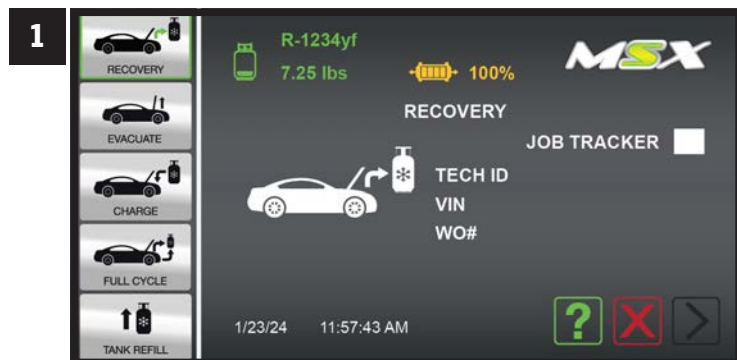 1
RECOVERY
EVACUATE
CHARGE
FULL CYCLE
TANK REFILL
R-1234yf
7.25 lbs
100%
MSX
RECOVERY
JOB TRACKER
TECH ID
VIN
WO#
1/23/24 11:57:43 AM
?